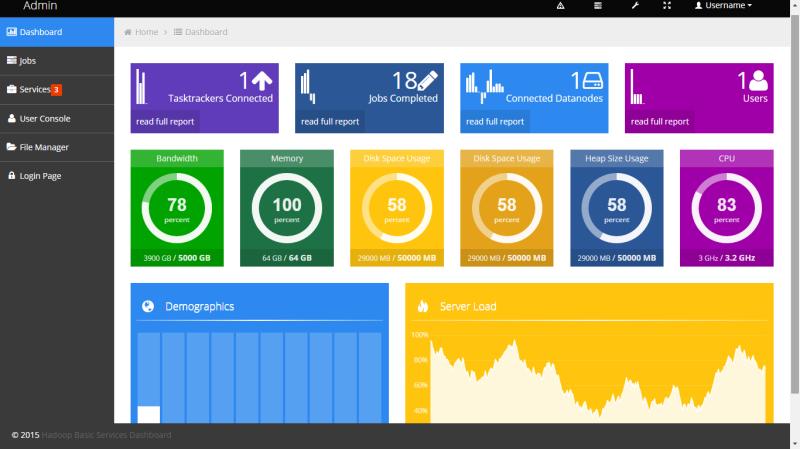 Admin
Username
Dashboard
Home
Dashboard
Jobs
Services 3
User Console
File Manager
Login Page
1
Tasktrackers Connected
read full report
18
Jobs Completed
read full report
1
Connected Datanodes
read full report
1
Users
read full report
Bandwidth
78
percent
3900 GB / 5000 GB
Memory
100
percent
64 GB / 64 GB
Disk Space Usage
58
percent
29000 MB / 50000 MB
Disk Space Usage
58
percent
29000 MB / 50000 MB
Heap Size Usage
58
percent
29000 MB / 50000 MB
CPU
83
percent
3 GHz / 3.2 GHz
Demographics
Server Load
100%
80%
60%
40%
© 2015 Hadoop Basic Services Dashboard